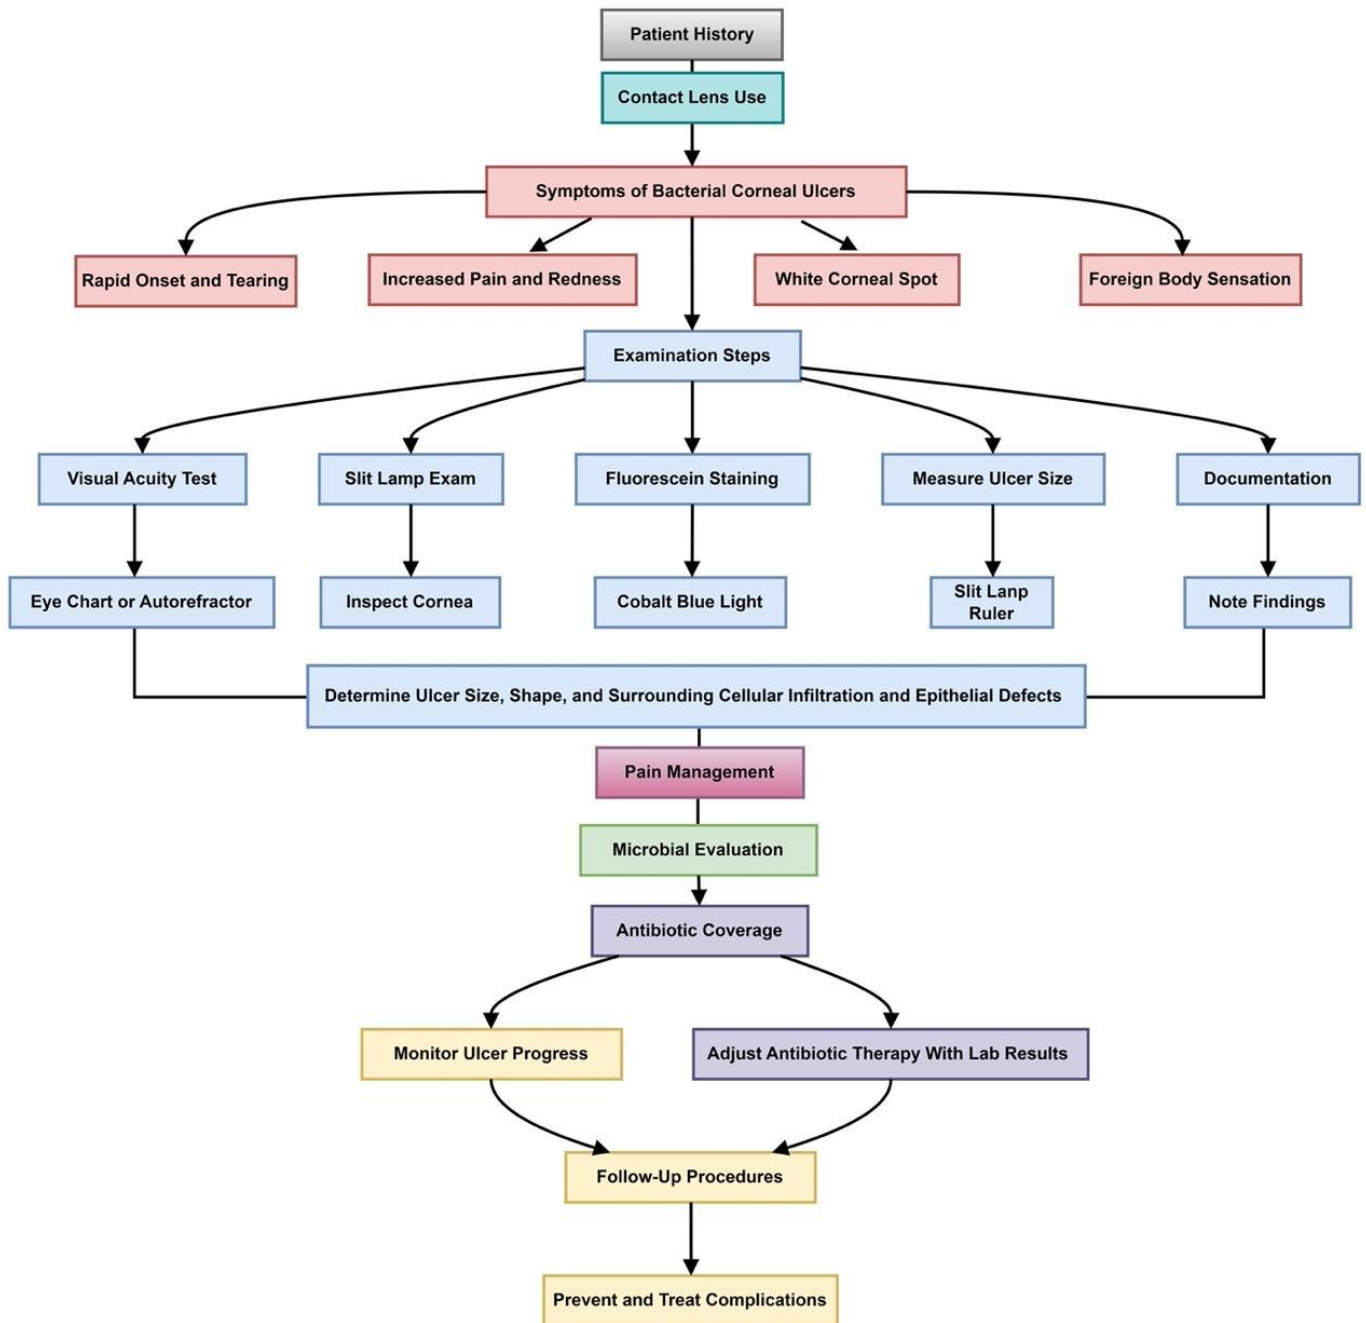 Patient History
Contact Lens Use
Symptoms of Bacterial Corneal Ulcers
Rapid Onset and Tearing
Increased Pain and Redness
White Corneal Spot
Foreign Body Sensation
Examination Steps
Visual Acuity Test
Slit Lamp Exam
Fluorescein Staining
Measure Ulcer Size
Documentation
Eye Chart or Autorefractor
Inspect Cornea
Cobalt Blue Light
Slit Lanp
Ruler
Note Findings
Determine Ulcer Size, Shape, and Surrounding Cellular Infiltration and Epithelial Defects
Pain Management
Microbial Evaluation
Antibiotic Coverage
Monitor Ulcer Progress
Adjust Antibiotic Therapy With Lab Results
Follow-Up Procedures
Prevent and Treat Complications